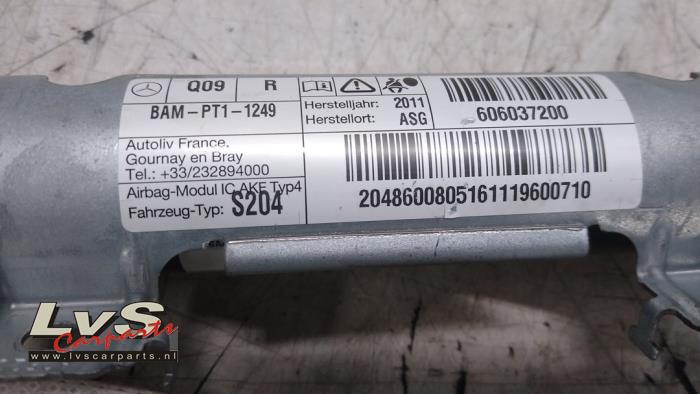 Q09 R
BAM-PT1-1249
Herstelljahr: 2011
Herstellort: ASG
606037200
Autoliv France,
Gournay en Bray
Tel.: +33/232894000
Airbag-Modul IC AKE Typ4
Fahrzeug-Typ: S204
2048600805161119600710
LvS
Carparts
www.lvscarparts.nl